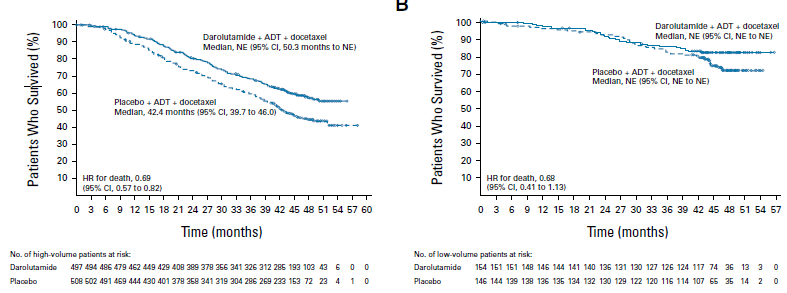 B
Patients Who Survived (%)
100
90
80
70
60
50
40
30
20
10
Darolutamide + ADT + docetaxel
Median, NE (95% CI, 50.3 months to NE)
Placebo + ADT + docetaxel
Median, 42.4 months (95% CI, 39.7 to 46.0)
HR for death, 0.69
(95% CI, 0.57 to 0.82)
0 3 6 9 12 15 18 21 24 27 30 33 36 39 42 45 48 51 54 57 60
Time (months)
No. of high-volume patients at risk:
Darolutamide 497 494 486 479 462 449 429 408 389 378 356 341 326 312 285 193 103 43 6 0 0
Placebo 508 502 491 469 444 430 401 378 358 341 319 304 286 269 233 153 72 23 4 1 0
Patients Who Survived (%)
100
90
80
70
60
50
40
30
20
10
Darolutamide + ADT + docetaxel
Median, NE (95% CI, NE to NE)
Placebo + ADT + docetaxel
Median, NE (95% CI, NE to NE)
HR for death, 0.68
(95% CI, 0.41 to 1.13)
0 3 6 9 12 15 18 21 24 27 30 33 36 39 42 45 48 51 54 57
Time (months)
No. of low-volume patients at risk:
Darolutamide 154 151 151 148 146 144 141 140 136 131 130 127 126 124 117 74 36 13 3 0
Placebo 146 144 139 138 136 135 134 132 130 129 122 120 116 114 107 65 35 14 2 0